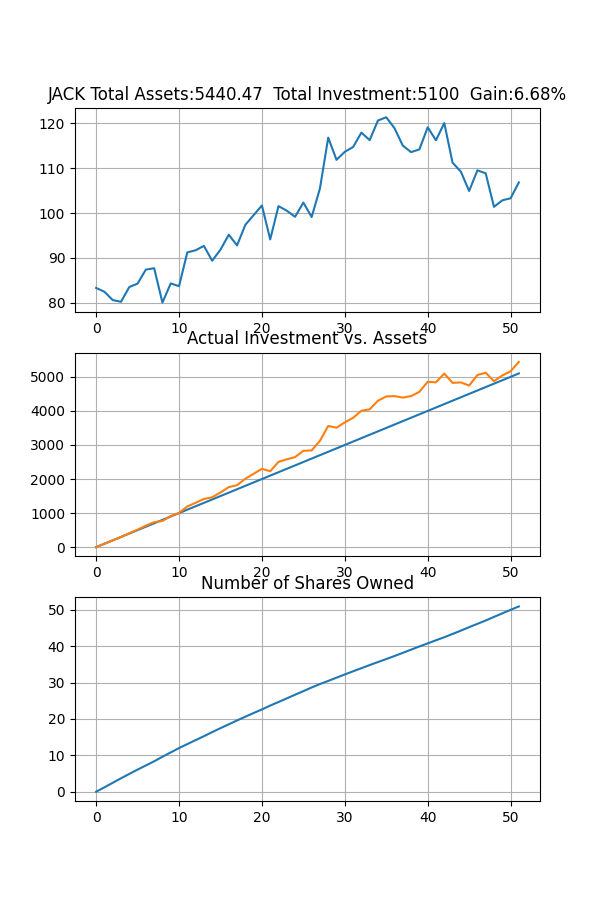 JACK Total Assets:5440.47  Total Investment:5100  Gain:6.68%
120
110
100
90
80
0 10 20 30 40 50
Actual Investment vs. Assets
5000
4000
3000
2000
1000
0
0 10 20 30 40 50
Number of Shares Owned
50
40
30
20
10
0
0 10 20 30 40 50